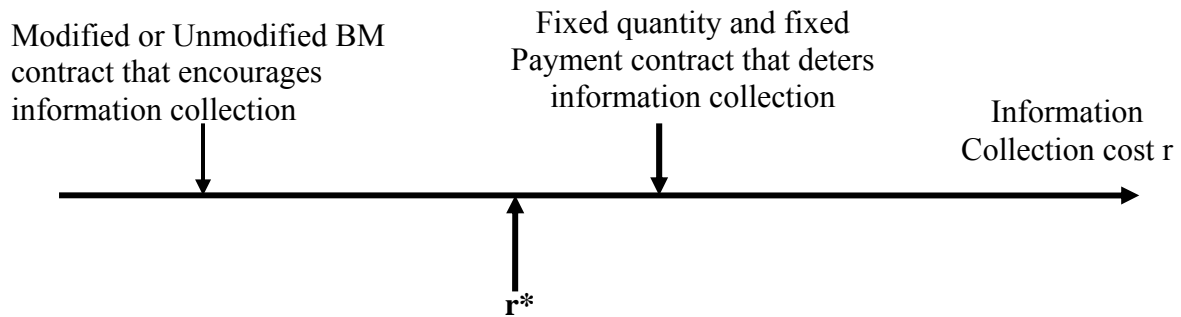 Modified or Unmodified BM
contract that encourages
information collection
Fixed quantity and fixed
Payment contract that deters
information collection
Information
Collection cost r
r*